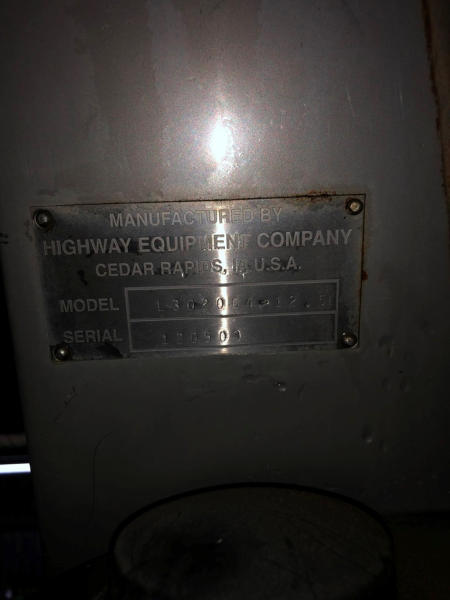 MANUFACTURED BY
HIGHWAY EQUIPMENT COMPANY
CEDAR RAPIDS, IA U.S.A.
MODEL
SERIAL